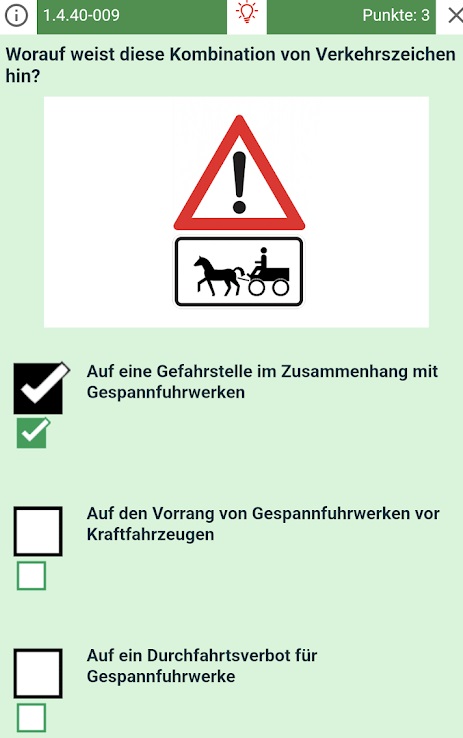 1.4.40-009 Punkte: 3
Worauf weist diese Kombination von Verkehrszeichen
hin?
Auf eine Gefahrstelle im Zusammenhang mit
Gespannfuhrwerken
Auf den Vorrang von Gespannfuhrwerken vor
Kraftfahrzeugen
Auf ein Durchfahrtsverbot für
Gespannfuhrwerke